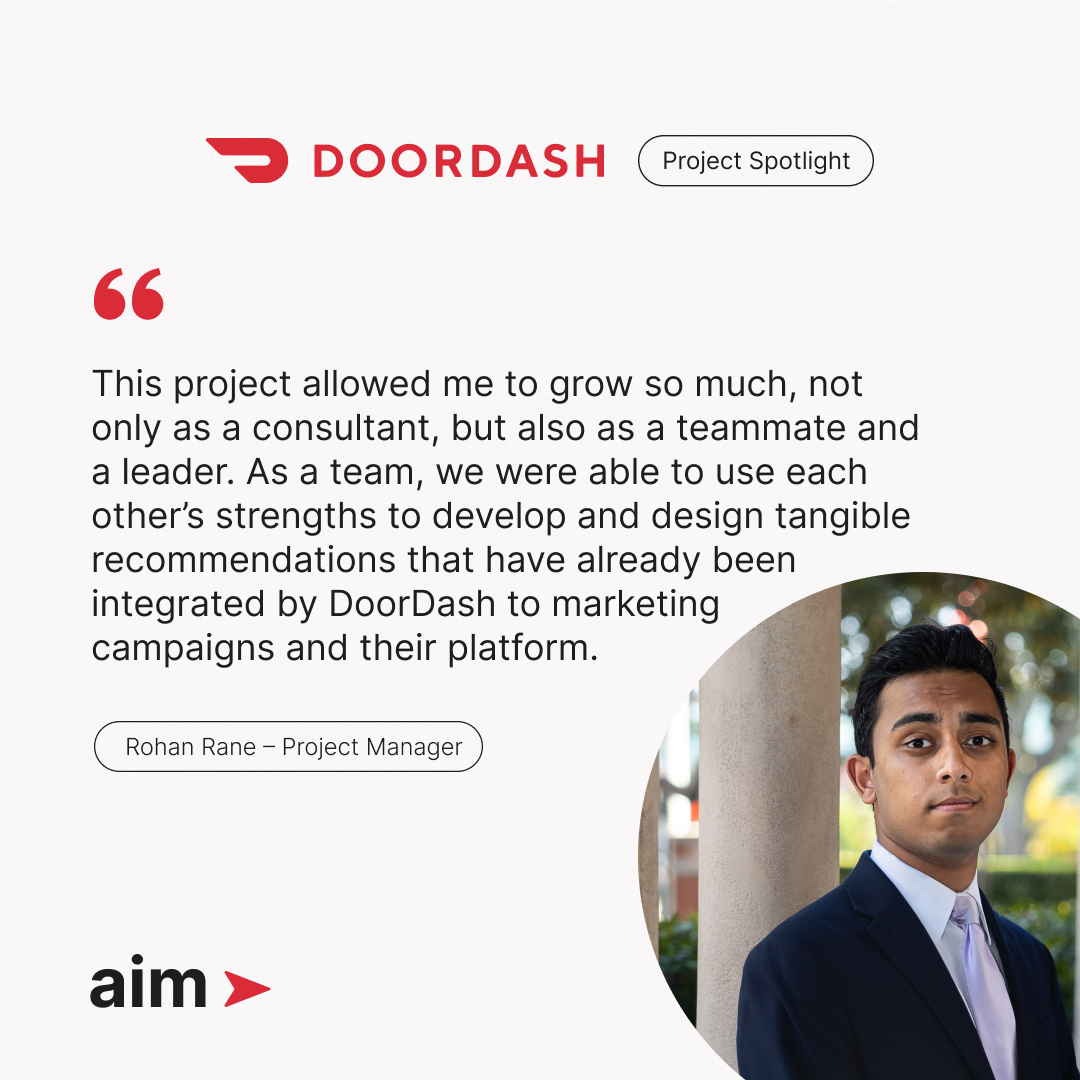 DOORDASH Project Spotlight
“
This project allowed me to grow so much, not
only as a consultant, but also as a teammate and
a leader. As a team, we were able to use each
other’s strengths to develop and design tangible
recommendations that have already been
integrated by DoorDash to marketing
campaigns and their platform.
Rohan Rane – Project Manager
aim